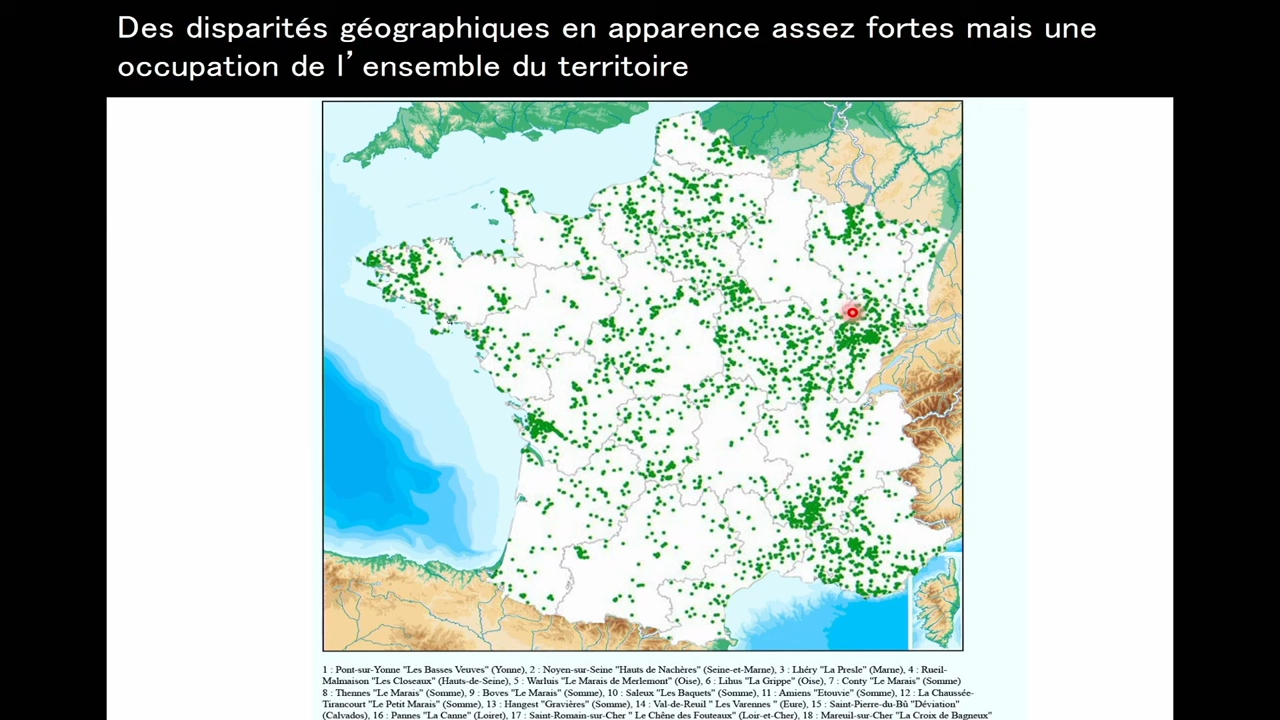 Des disparités géographiques en apparence assez fortes mais une
occupation de l’ensemble du territoire
1 : Pont-sur-Yonne "Les Basses Veuves" (Yonne), 2 : Noyen-sur-Seine "Hauts de Nachères" (Seine-et-Marne), 3 : Lhéry "La Presle" (Marne), 4 : Rueil-
Malmaison "Les Closeaux" (Hauts-de-Seine), 5 : Warluis "Le Marais de Merlemont" (Oise), 6 : Lihus "La Grippe" (Oise), 7 : Conty "Le Marais" (Somme)
8 : Thennes "Le Marais" (Somme), 9 : Boves "Le Marais" (Somme), 10 : Saleux "Les Baquets" (Somme), 11 : Amiens "Etouvie" (Somme), 12 : La Chaussée-
Tirancourt "Le Petit Marais" (Somme), 13 : Hangest "Gravières" (Somme), 14 : Val-de-Reuil " Les Varennes " (Eure), 15 : Saint-Pierre-du-Bû "Déviation"
(Calvados), 16 : Pannes "La Canne" (Loiret), 17 : Saint-Romain-sur-Cher " Le Chêne des Fouteaux" (Loir-et-Cher), 18 : Mareuil-sur-Cher "La Croix de Bagneux"